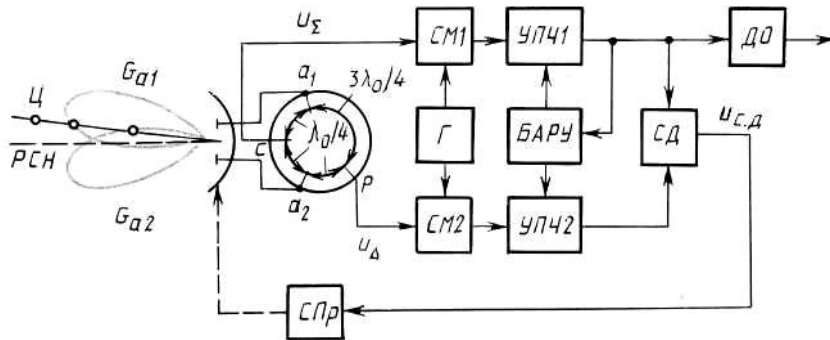 u_Σ
СМ1
УПЧ1
ДО
G_a1
a_1
3λ_0/4
Ц
λ_0/4
Г
БАРУ
СД
u_С.Д
РСН
С
Р
G_a2
a_2
u_Δ
СМ2
УПЧ2
СПр